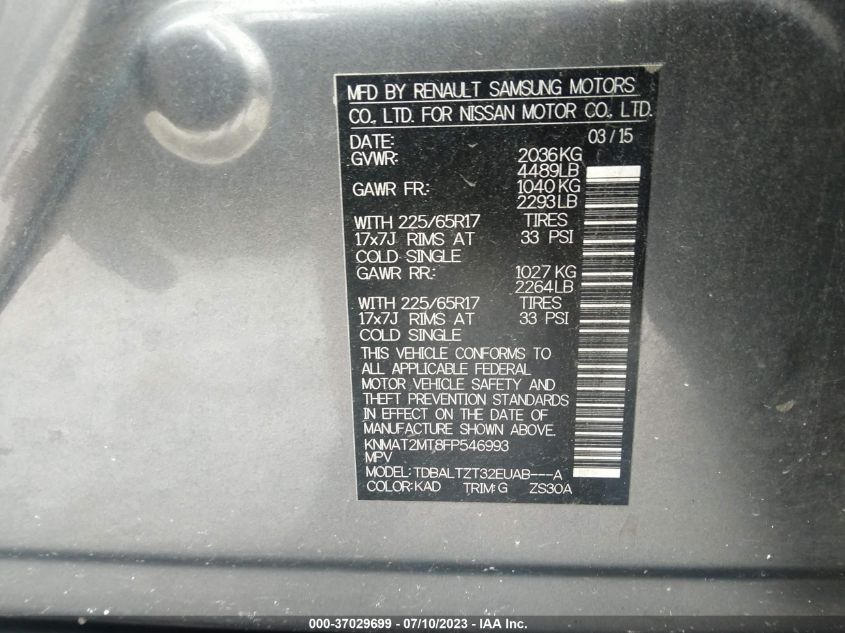 MFD BY RENAULT SAMSUNG MOTORS
CO., LTD. FOR NISSAN MOTOR CO., LTD.
DATE: 03/15
GVWR: 2036KG
4489LB
GAWR FR.: 1040KG
2293LB
WITH 225/65R17 TIRES
17x7J RIMS AT 33 PSI
COLD SINGLE
GAWR RR.: 1027KG
2264LB
WITH 225/65R17 TIRES
17x7J RIMS AT 33 PSI
COLD SINGLE
THIS VEHICLE CONFORMS TO
ALL APPLICABLE FEDERAL
MOTOR VEHICLE SAFETY AND
THEFT PREVENTION STANDARDS
IN EFFECT ON THE DATE OF
MANUFACTURE SHOWN ABOVE.
KNMAT2MT8FP546993
MPV
MODEL: TDBALTZT32EUAB---A
COLOR:KAD TRIM:G ZS30A
000-37029699 - 07/10/2023 - iaai.com